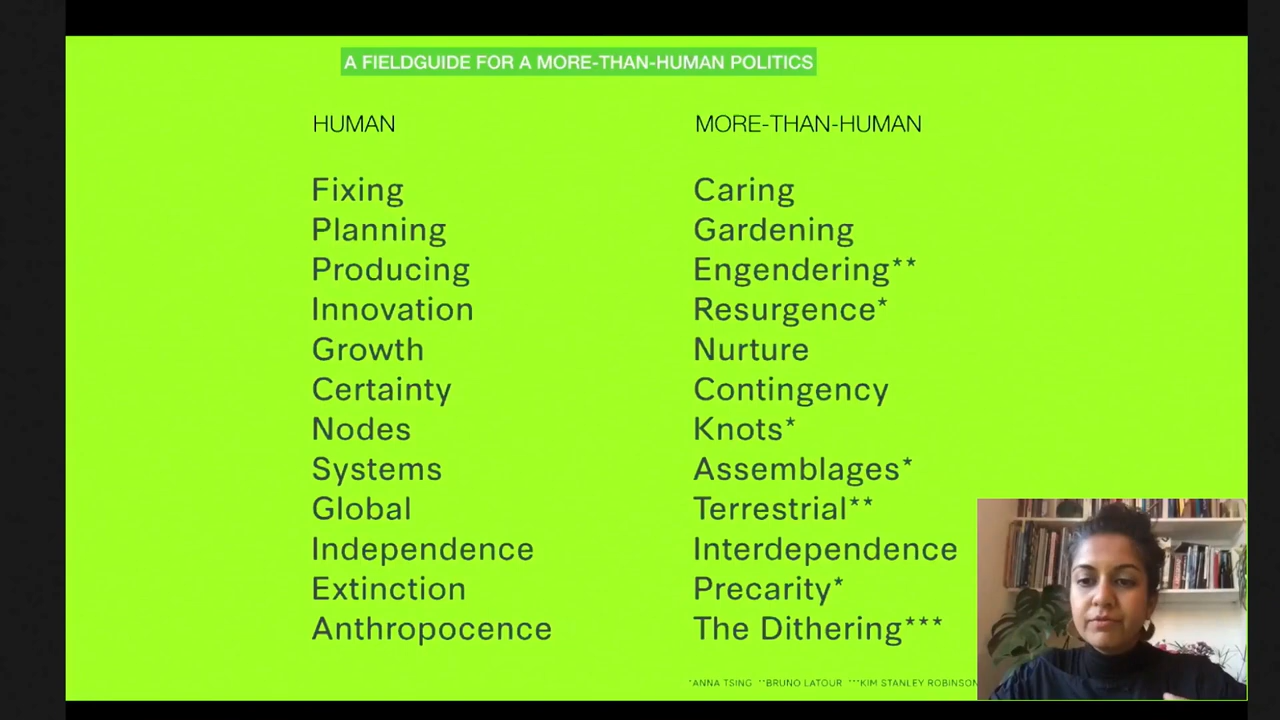 A FIELDGUIDE FOR A MORE-THAN-HUMAN POLITICS
HUMAN
Fixing
Planning
Producing
Innovation
Growth
Certainty
Nodes
Systems
Global
Independence
Extinction
Anthropocence
MORE-THAN-HUMAN
Caring
Gardening
Engendering**
Resurgence*
Nurture
Contingency
Knots*
Assemblages*
Terrestrial**
Interdependence
Precarity*
The Dithering***
*ANNA TSING **BRUNO LATOUR ***KIM STANLEY ROBINSON